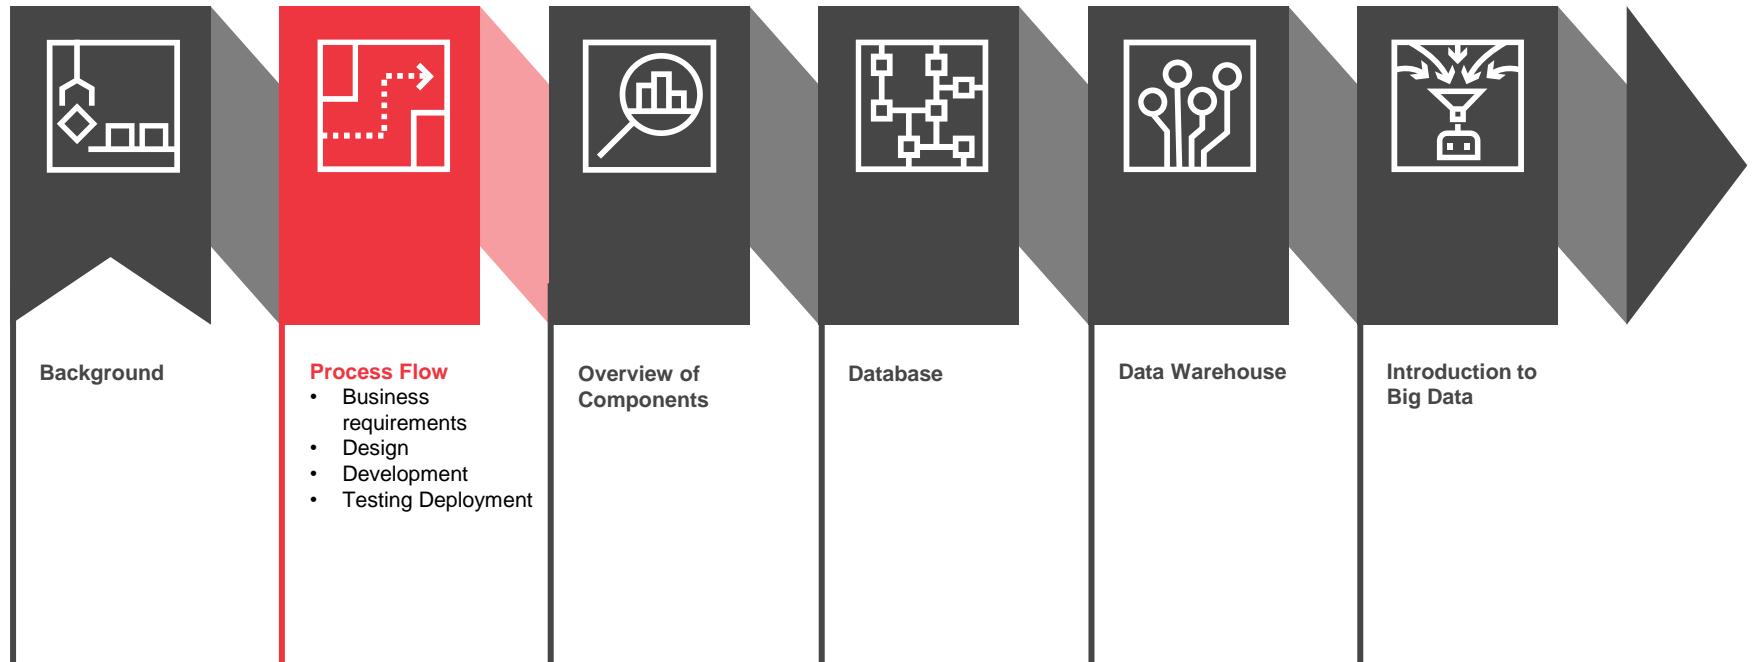 Background
Process Flow
• Business
requirements
• Design
• Development
• Testing Deployment
Overview of
Components
Database
Data Warehouse
Introduction to
Big Data